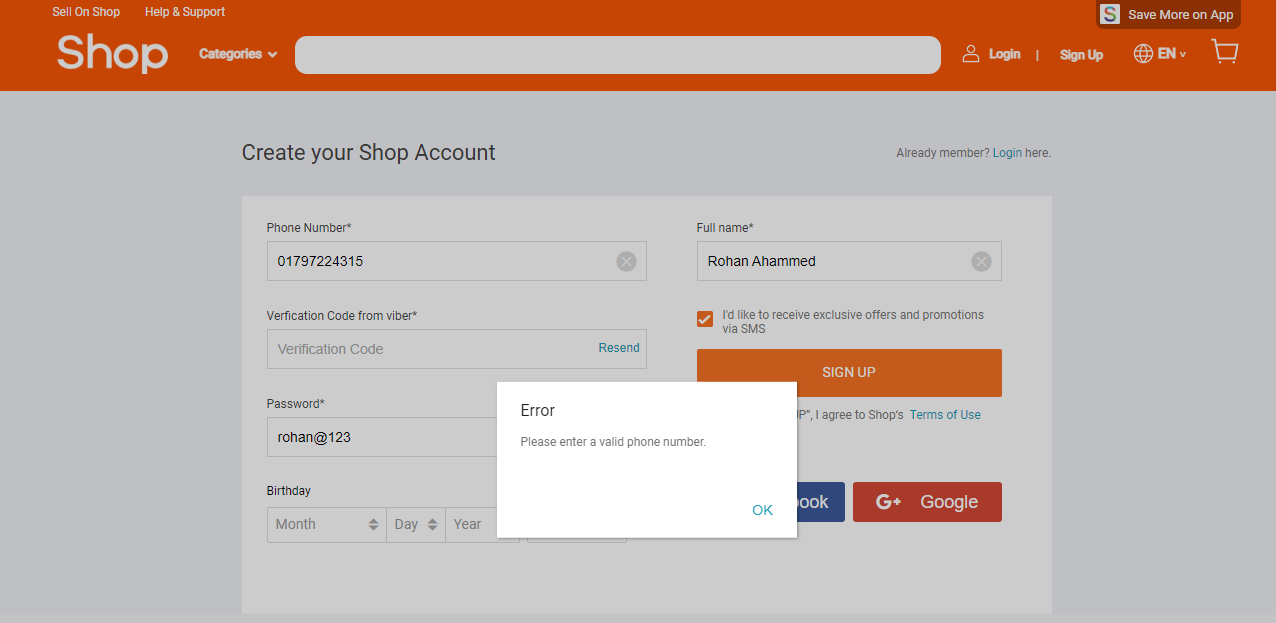 Sell On Shop Help & Support
S Save More on App
Shop Categories Login | Sign Up EN
Create your Shop Account
Already member? Login here.
Phone Number*
01797224315
Full name*
Rohan Ahammed
Verfication Code from viber*
Verification Code Resend
I'd like to receive exclusive offers and promotions
via SMS
SIGN UP
P”, I agree to Shop's Terms of Use
Password*
rohan@123
Birthday
Month Day Year
Error
Please enter a valid phone number.
OK
ook
G+ Google